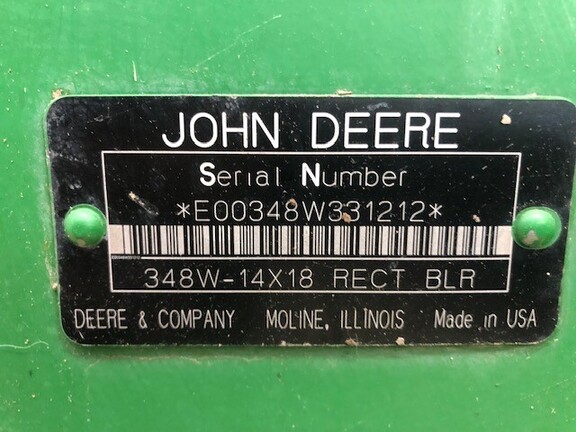 JOHN DEERE
Serial Number
*E00348W331212*
348W-14X18 RECT BLR
DEERE & COMPANY MOLINE, ILLINOIS Made in USA